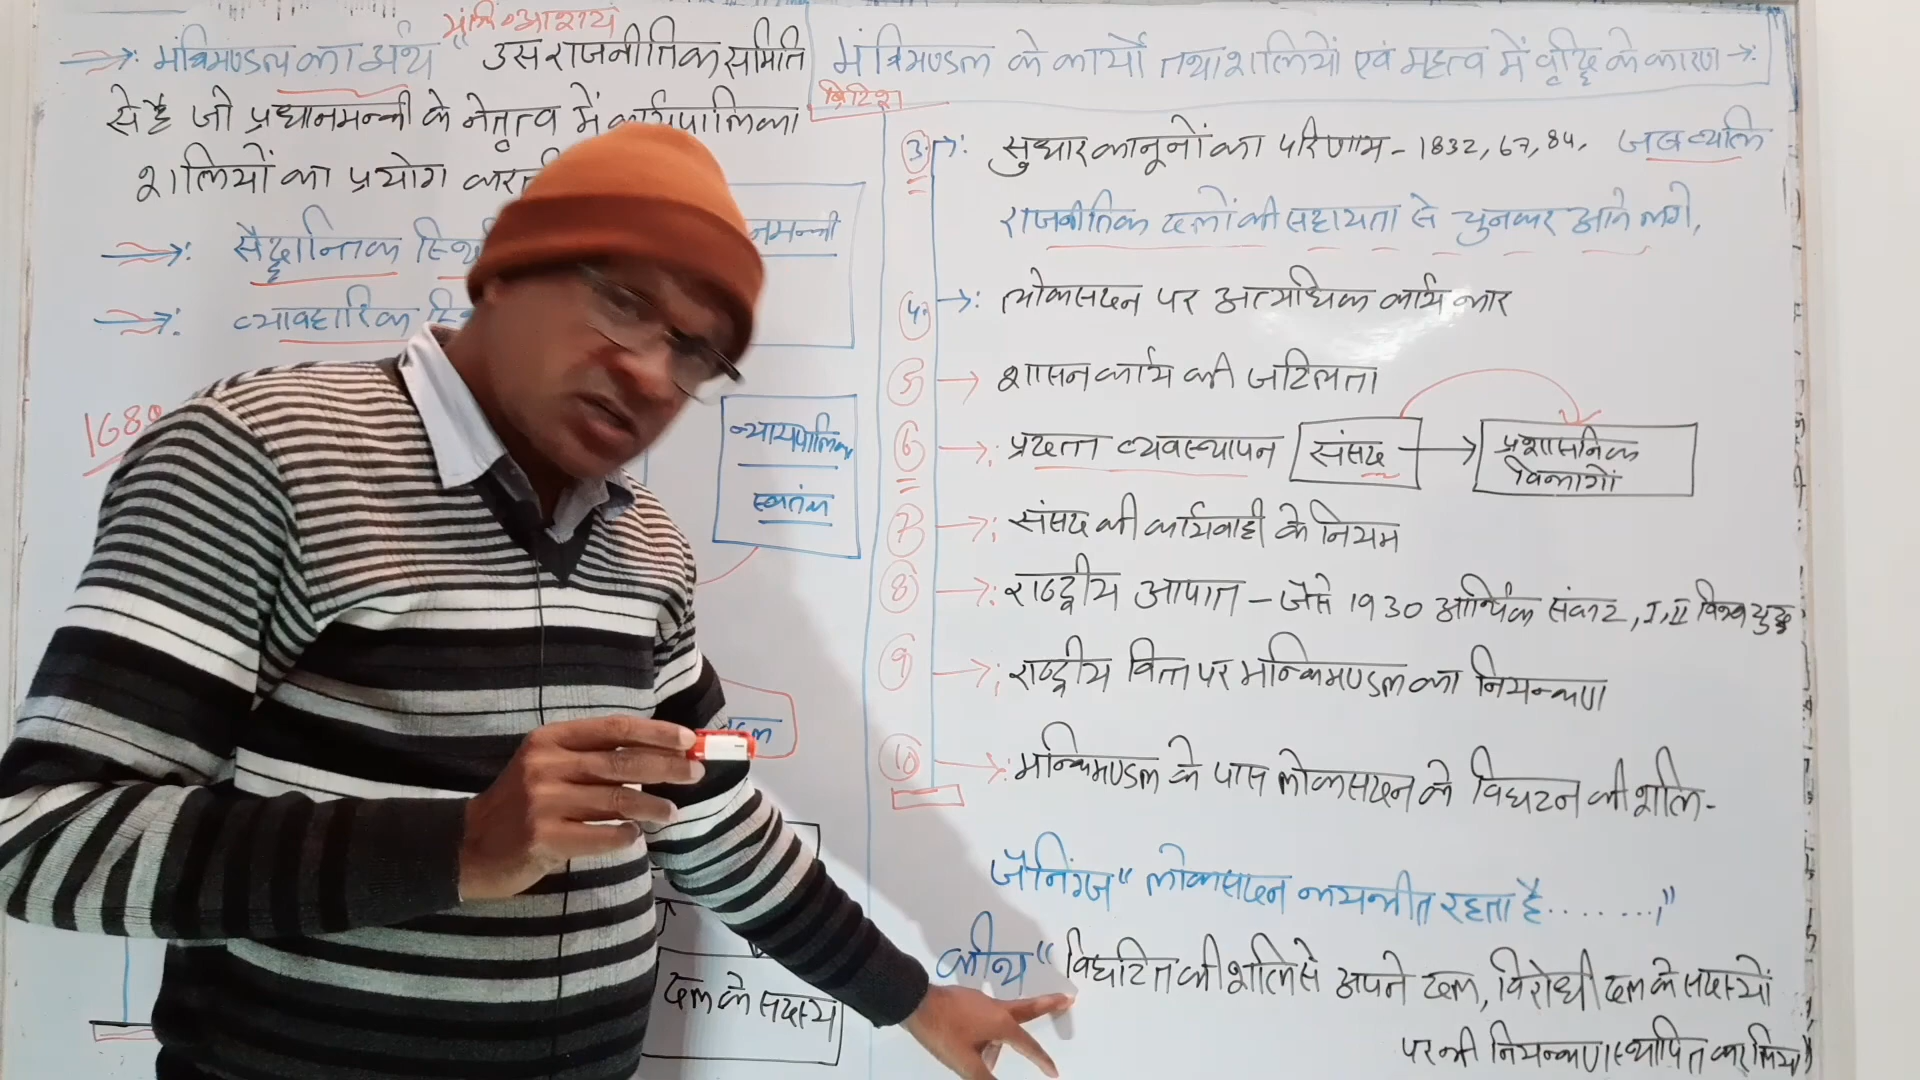 मूल आशय
मंत्रिमण्डल का अर्थ " उस राजनीतिक समिति
से है जो प्रधानमन्त्री के नेतृत्व में कार्यपालिका
शक्तियों का प्रयोग
सैद्धान्तिक
व्यावहारिक
न्यायपालिका
स्वतंत्र
दल के सदस्य
मंत्रिमण्डल के कार्यों तथा शक्तियों एवं महत्व में वृद्धि के कारण →:
ब्रिटिश
3. →: सुधार कानूनों का परिणाम - 1832, 67, 84. जब व्यक्ति
राजनीतिक दलों की सहायता से चुनकर आने लगे,
4. →: लोकसदन पर अत्यधिक कार्य भार
5 → शासन कार्य की जटिलता
6 →: प्रदत्त व्यवस्थापन संसद → प्रशासनिक विभागों
7 →: संसद की कार्यवाही के नियम
8 →: राष्ट्रीय आपात - जैसे 1930 आर्थिक संकट, I, II विश्व युद्ध
9 →: राष्ट्रीय वित्त पर मन्त्रिमण्डल का नियन्त्रण
10 →: मन्त्रिमण्डल के पास लोकसदन के विघटन की शक्ति -
जैनिंग्ज " लोकसदन भयभीत रहता है........,"
कीथ " विघटित की शक्ति से अपने दल, विरोधी दल के सदस्यों
पर भी नियन्त्रण स्थापित कर लिया"